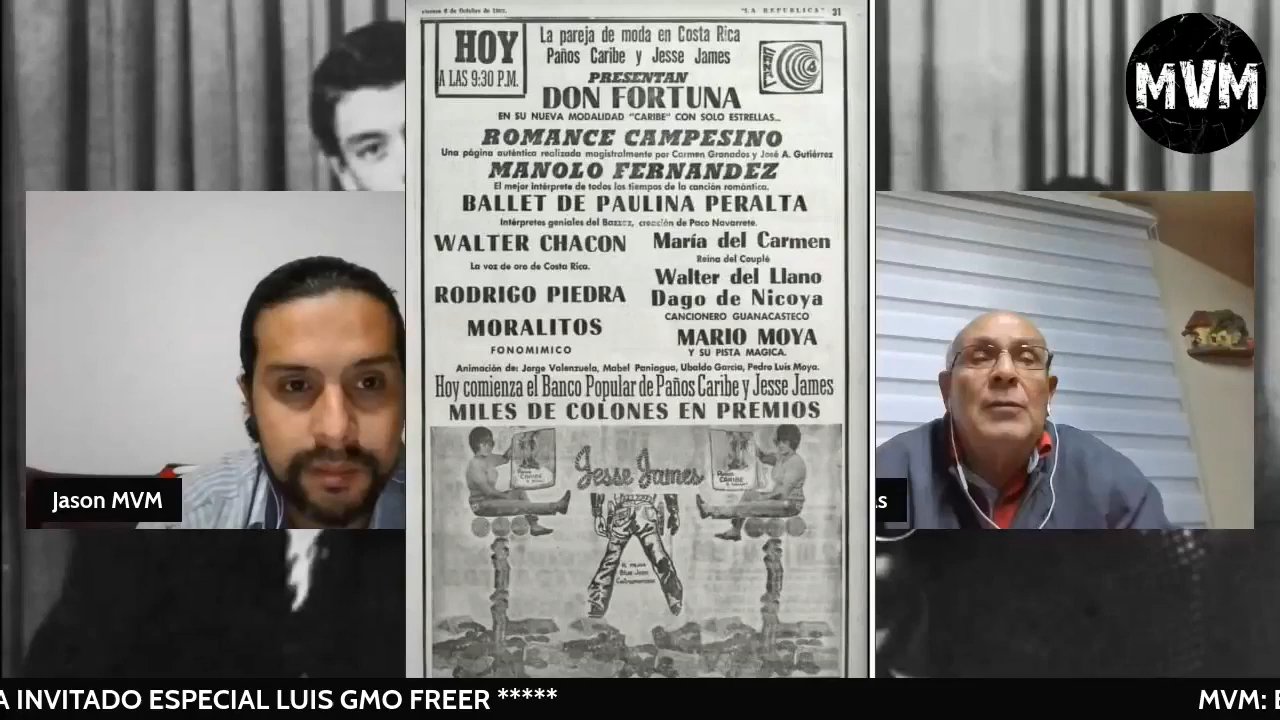 "LA REPUBLICA" 31
HOY
A LAS 9:30 P.M.
La pareja de moda en Costa Rica
Paños Caribe y Jesse James
PRESENTAN
DON FORTUNA
EN SU NUEVA MODALIDAD "CARIBE" CON SOLO ESTRELLAS...
ROMANCE CAMPESINO
Una página auténtica realizada magistralmente por Carmen Granados y José A. Gutiérrez
MANOLO FERNANDEZ
El mejor intérprete de todos los tiempos de la canción romántica.
BALLET DE PAULINA PERALTA
Intérpretes geniales del creación de Paco Navarrete.
WALTER CHACON
La voz de oro de Costa Rica.
RODRIGO PIEDRA
MORALITOS
FONOMIMICO
María del Carmen
Reina del Couplé
Walter del Llano
Dago de Nicoya
CANCIONERO GUANACASTECO
MARIO MOYA
Y SU PISTA MAGICA.
Animación de: Jorge Valenzuela, Mabel Paniagua, Ubaldo García, Pedro Luis Moya.
Hoy comienza el Banco Popular de Paños Caribe y Jesse James
MILES DE COLONES EN PREMIOS
Jesse James
CARIBE
CARIBE
MVM
Jason MVM
as
A INVITADO ESPECIAL LUIS GMO FREER *****
MVM: E